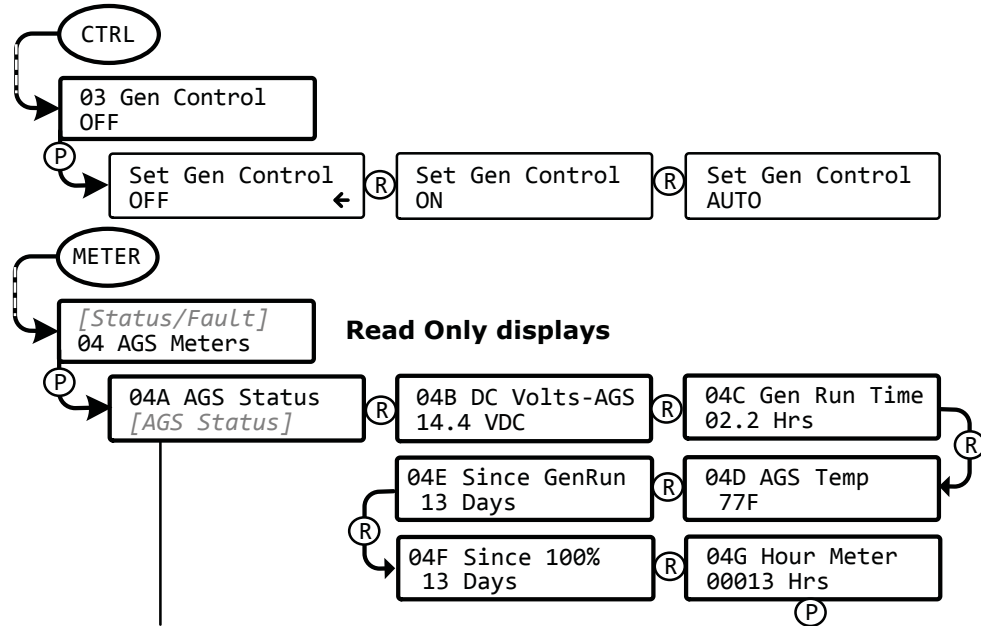 CTRL
03 Gen Control
OFF
P
Set Gen Control
OFF ←
R
Set Gen Control
ON
R
Set Gen Control
AUTO
METER
[Status/Fault]
04 AGS Meters
Read Only displays
P
04A AGS Status
[AGS Status]
R
04B DC Volts-AGS
14.4 VDC
R
04C Gen Run Time
02.2 Hrs
R
04D AGS Temp
77F
R
04E Since GenRun
13 Days
R
04F Since 100%
13 Days
R
04G Hour Meter
00013 Hrs
P